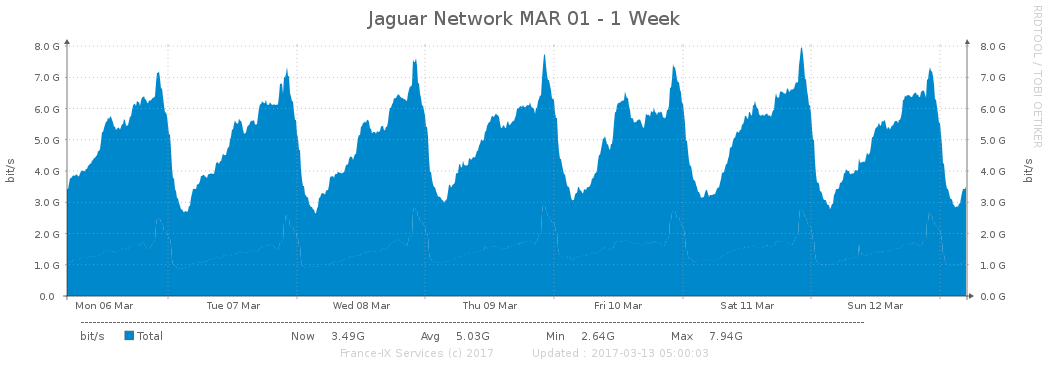 Jaguar Network MAR 01 - 1 Week
RRDTOOL / TOBI OETIKER
bit/s
8.0 G 8.0 G
7.0 G 7.0 G
6.0 G 6.0 G
5.0 G 5.0 G
4.0 G 4.0 G
3.0 G 3.0 G
2.0 G 2.0 G
1.0 G 1.0 G
0.0 0.0 G
bit/s
Mon 06 Mar Tue 07 Mar Wed 08 Mar Thu 09 Mar Fri 10 Mar Sat 11 Mar Sun 12 Mar
bit/s Total Now 3.49G Avg 5.03G Min 2.64G Max 7.94G
France-IX Services (c) 2017 Updated : 2017-03-13 05:00:03